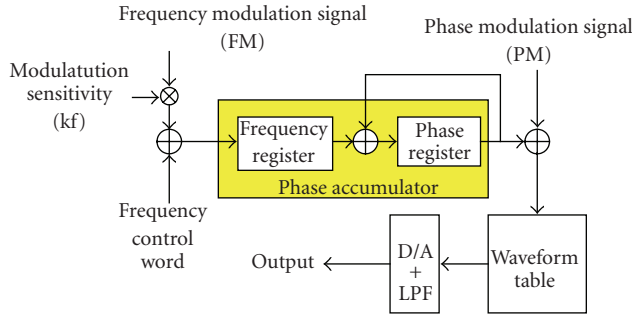 Frequency modulation signal
(FM)
Phase modulation signal
(PM)
Modulatution
sensitivity
(kf)
Frequency
register
Phase
register
Phase accumulator
Frequency
control
word
Output
D/A
+
LPF
Waveform
table